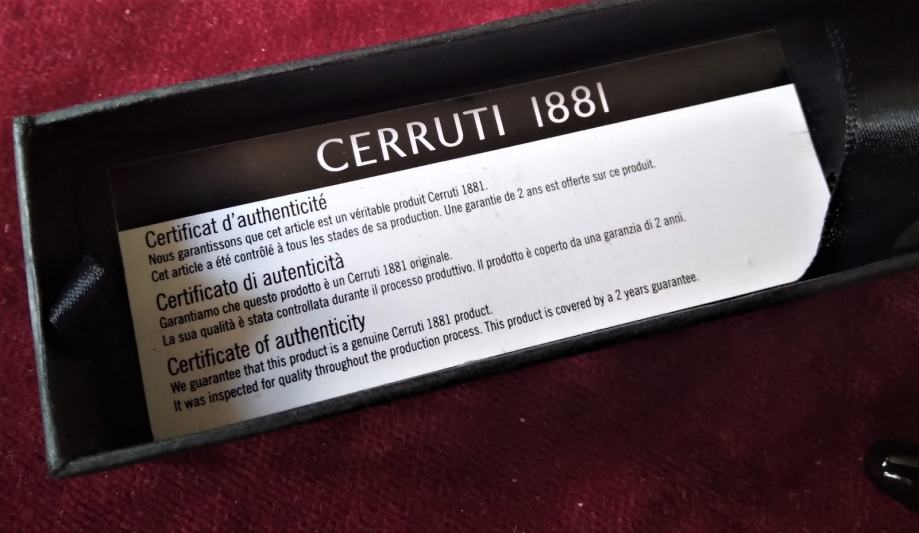 CERRUTI 1881
Certificat d'authenticité
Nous garantissons que cet article est un véritable produit Cerruti 1881.
Cet article a été contrôlé à tous les stades de sa production. Une garantie de 2 ans est offerte sur ce produit.
Certificato di autenticità
Garantiamo che questo prodotto è un Cerruti 1881 originale.
La sua qualità è stata controllata durante il processo produttivo. Il prodotto è coperto da una garanzia di 2 anni.
Certificate of authenticity
We guarantee that this product is a genuine Cerruti 1881 product.
It was inspected for quality throughout the production process. This product is covered by a 2 years guarantee.